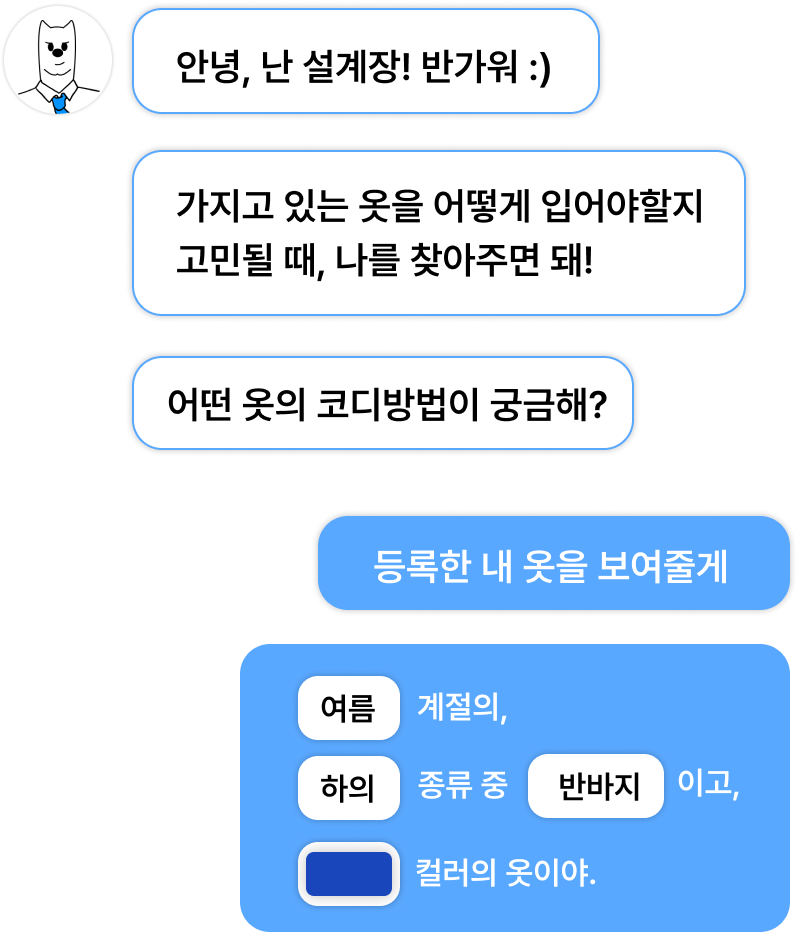 안녕, 난 설계장! 반가워 :)
가지고 있는 옷을 어떻게 입어야할지
고민될 때, 나를 찾아주면 돼!
어떤 옷의 코디방법이 궁금해?
등록한 내 옷을 보여줄게
여름 계절의,
하의 종류 중 반바지 이고,
컬러의 옷이야.